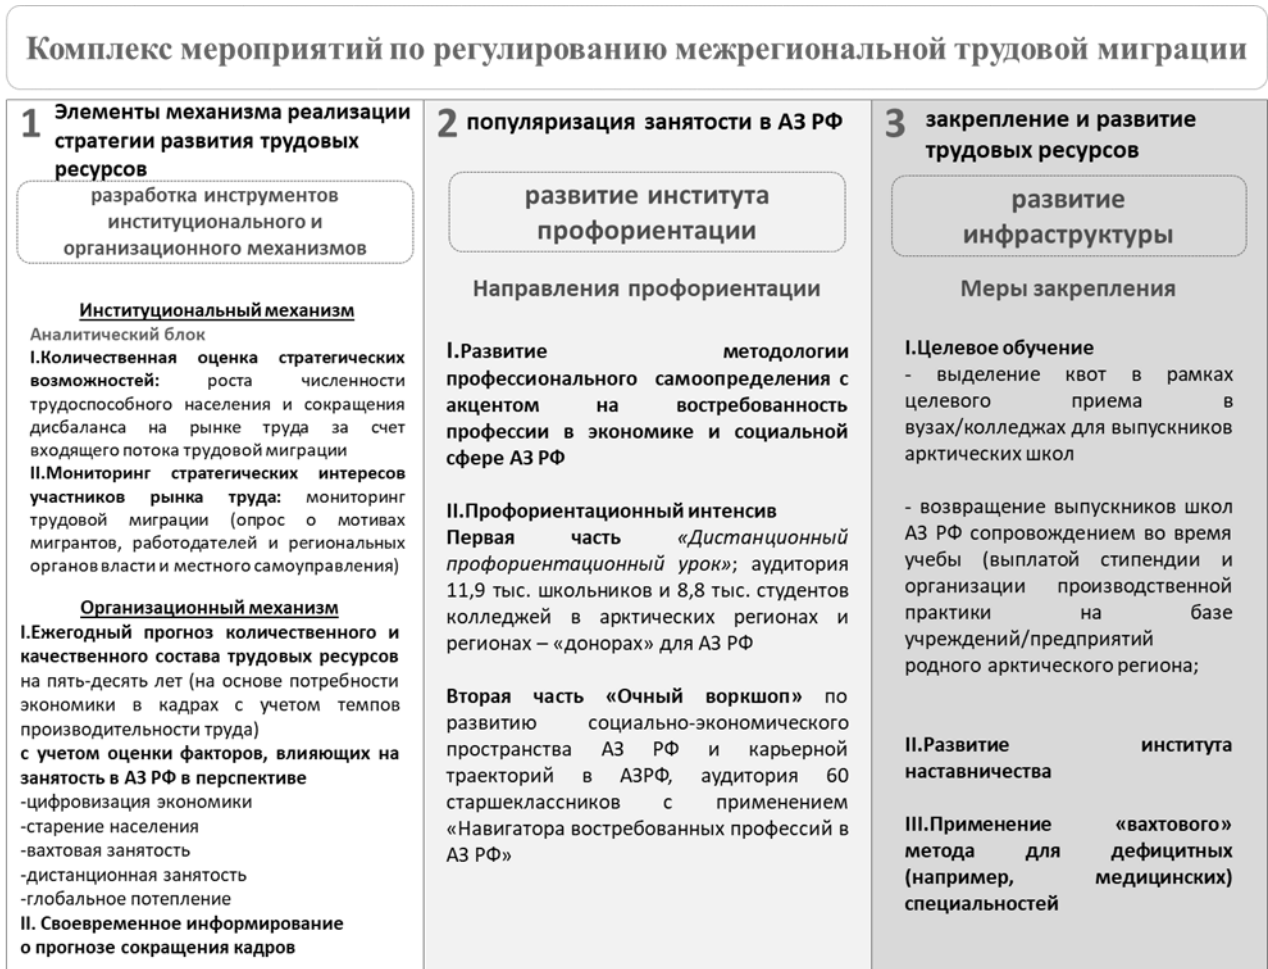 Комплекс мероприятий по регулированию межрегиональной трудовой миграции
1 Элементы механизма реализации
стратегии развития трудовых
ресурсов
разработка инструментов
институционального и
организационного механизмов
Институциональный механизм
Аналитический блок
I.Количественная оценка стратегических
возможностей: роста численности
трудоспособного населения и сокращения
дисбаланса на рынке труда за счет
входящего потока трудовой миграции
II.Мониторинг стратегических интересов
участников рынка труда: мониторинг
трудовой миграции (опрос о мотивах
мигрантов, работодателей и региональных
органов власти и местного самоуправления)
Организационный механизм
I.Ежегодный прогноз количественного и
качественного состава трудовых ресурсов
на пять-десять лет (на основе потребности
экономики в кадрах с учетом темпов
производительности труда)
с учетом оценки факторов, влияющих на
занятость в АЗ РФ в перспективе
-цифровизация экономики
-старение населения
-вахтовая занятость
-дистанционная занятость
-глобальное потепление
II. Своевременное информирование
о прогнозе сокращения кадров
2 популяризация занятости в АЗ РФ
развитие института
профориентации
Направления профориентации
I.Развитие методологии
профессионального самоопределения с
акцентом на востребованность
профессии в экономике и социальной
сфере АЗ РФ
II.Профориентационный интенсив
Первая часть «Дистанционный
профориентационный урок»; аудитория
11,9 тыс. школьников и 8,8 тыс. студентов
колледжей в арктических регионах и
регионах – «донорах» для АЗ РФ
Вторая часть «Очный воркшоп» по
развитию социально-экономического
пространства АЗ РФ и карьерной
траекторий в АЗРФ, аудитория 60
старшеклассников с применением
«Навигатора востребованных профессий в
АЗ РФ»
3 закрепление и развитие
трудовых ресурсов
развитие
инфраструктуры
Меры закрепления
I.Целевое обучение
- выделение квот в рамках
целевого приема в
вузах/колледжах для выпускников
арктических школ
- возвращение выпускников школ
АЗ РФ сопровождением во время
учебы (выплатой стипендии и
организации производственной
практики на базе
учреждений/предприятий
родного арктического региона;
II.Развитие института
наставничества
III.Применение «вахтового»
метода для дефицитных
(например, медицинских)
специальностей